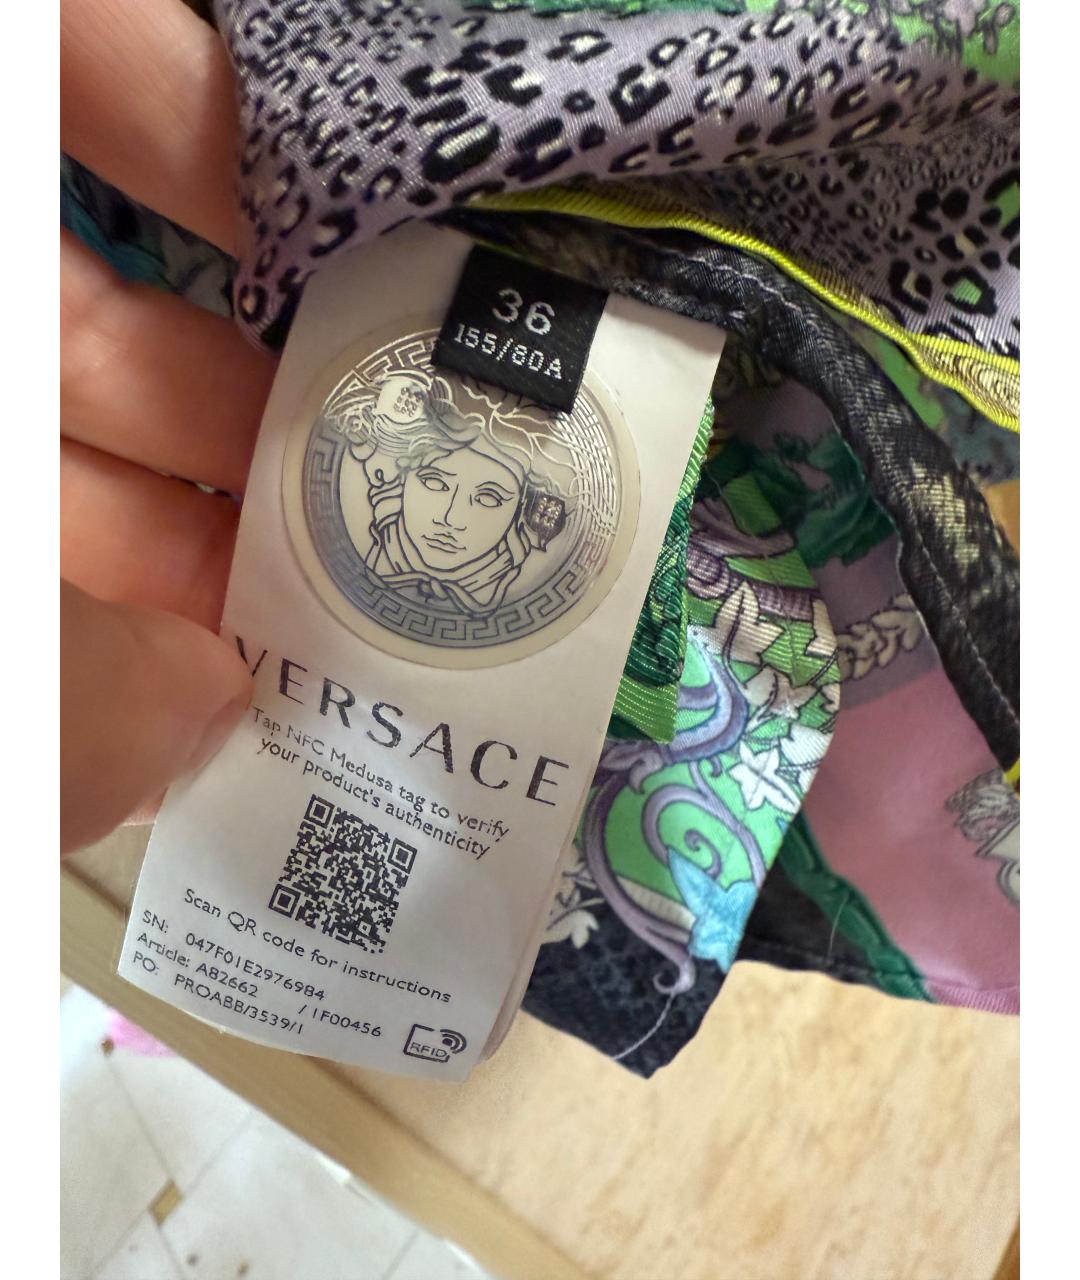 36
155/80A
VERSACE
Tap NFC Medusa tag to verify
your product's authenticity
Scan QR code for instructions
SN: 047F01E2976984
Article: A82662 / 1F00456
PO: PROABB/3539/1
RFID